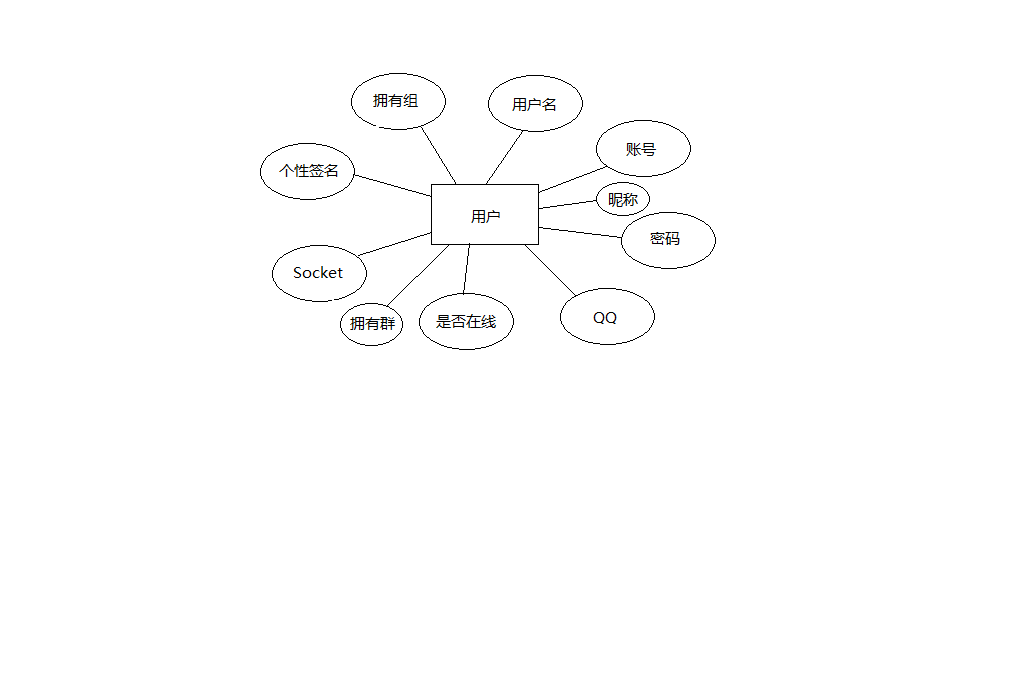 拥有组
用户名
账号
个性签名
昵称
用户
密码
Socket
QQ
拥有群
是否在线